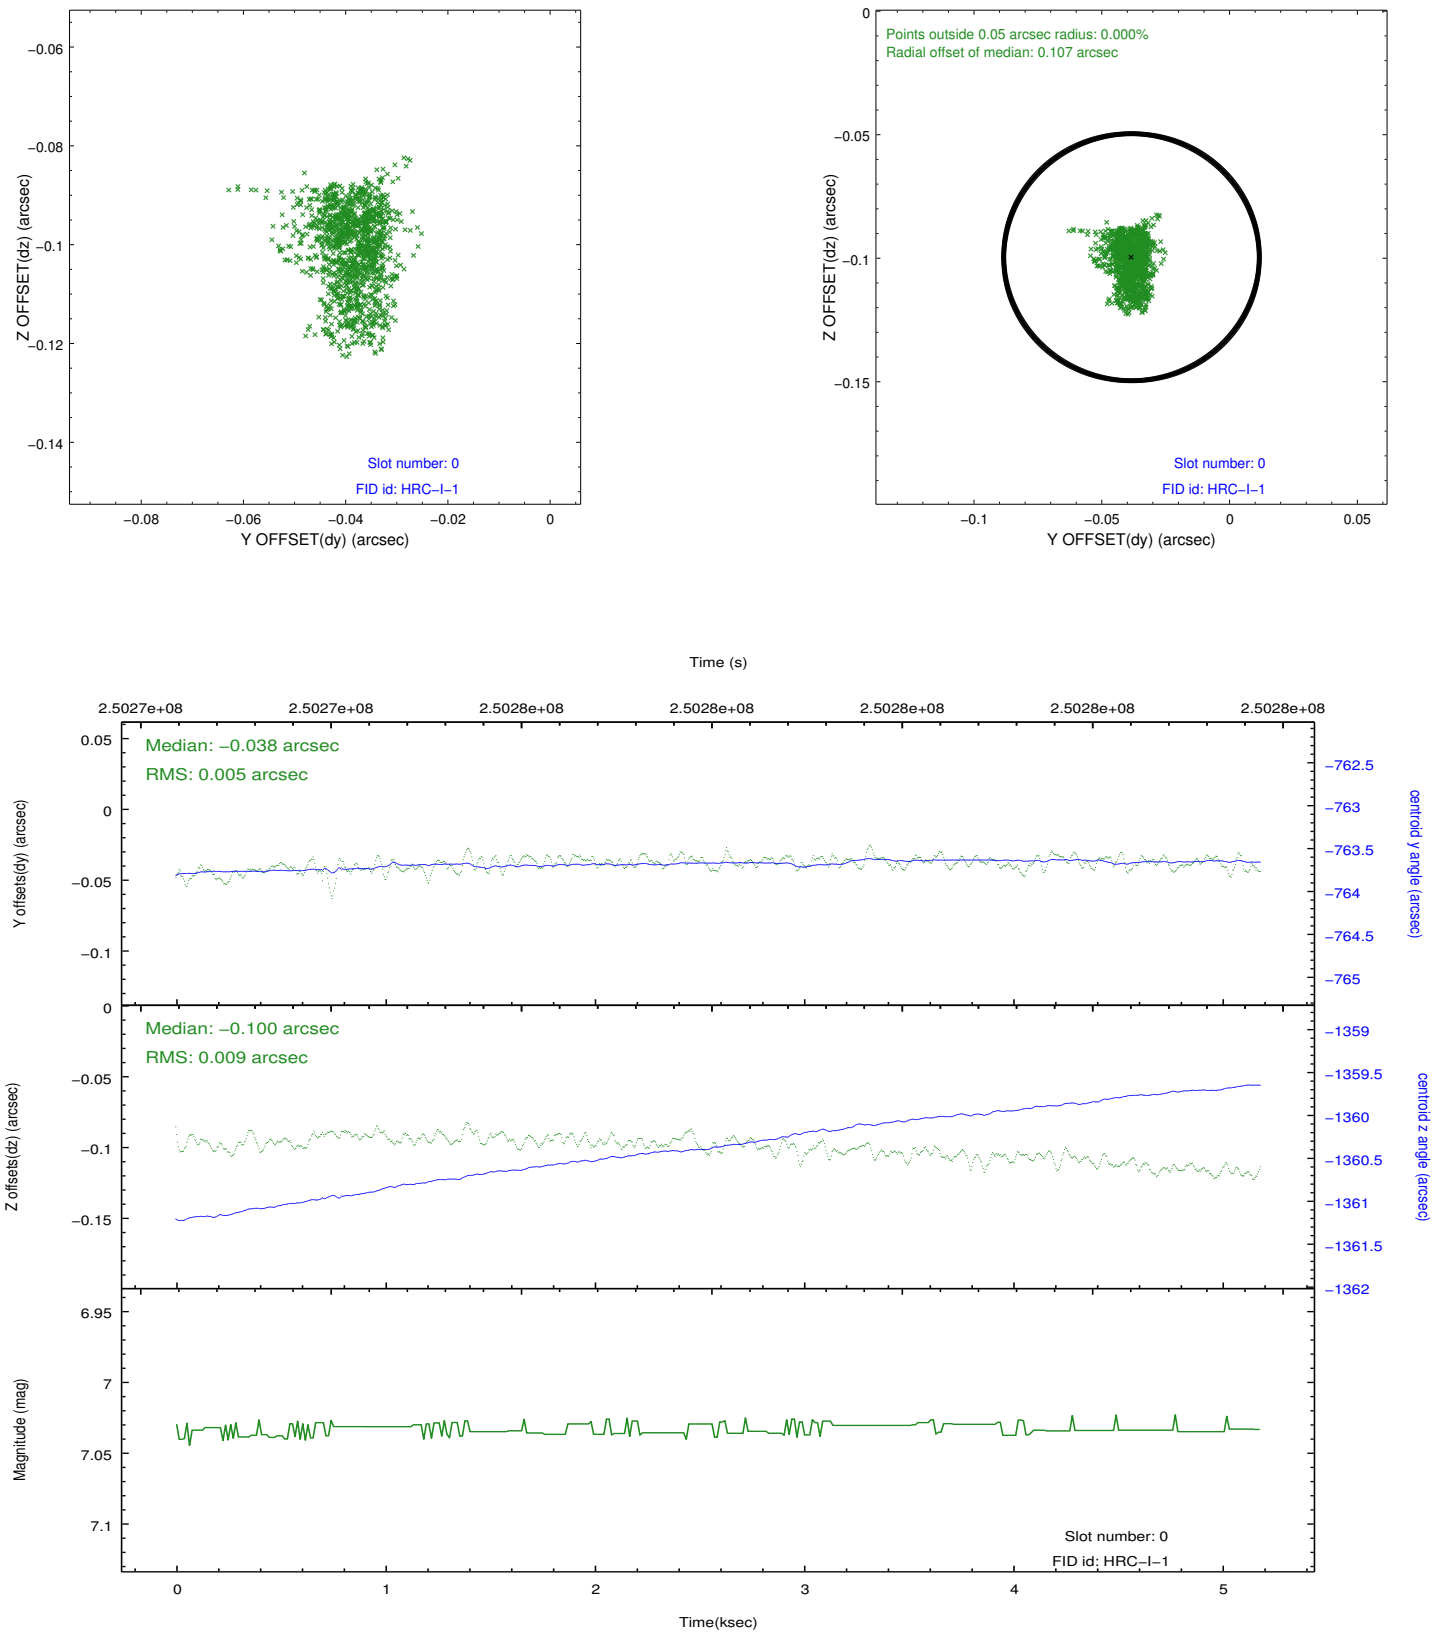 −0.06
−0.08
−0.1
−0.12
−0.14
Z OFFSET(dz) (arcsec)
Slot number: 0
FID id: HRC−I−1
−0.08 −0.06 −0.04 −0.02 0
Y OFFSET(dy) (arcsec)
0
Points outside 0.05 arcsec radius: 0.000%
Radial offset of median: 0.107 arcsec
−0.05
−0.1
−0.15
Z OFFSET(dz) (arcsec)
Slot number: 0
FID id: HRC−I−1
−0.1 −0.05 0 0.05
Y OFFSET(dy) (arcsec)
Time (s)
2.5027e+08 2.5027e+08 2.5028e+08 2.5028e+08 2.5028e+08 2.5028e+08 2.5028e+08
0.05
0
−0.05
−0.1
Y offsets(dy) (arcsec)
Median: −0.038 arcsec
RMS: 0.005 arcsec
−762.5
−763
−763.5
−764
−764.5
−765
centroid y angle (arcsec)
0
−0.05
−0.1
−0.15
Z offsets(dz) (arcsec)
Median: −0.100 arcsec
RMS: 0.009 arcsec
−1359
−1359.5
−1360
−1360.5
−1361
−1361.5
−1362
centroid z angle (arcsec)
6.95
7
7.05
7.1
Magnitude (mag)
Slot number: 0
FID id: HRC−I−1
0 1 2 3 4 5
Time(ksec)